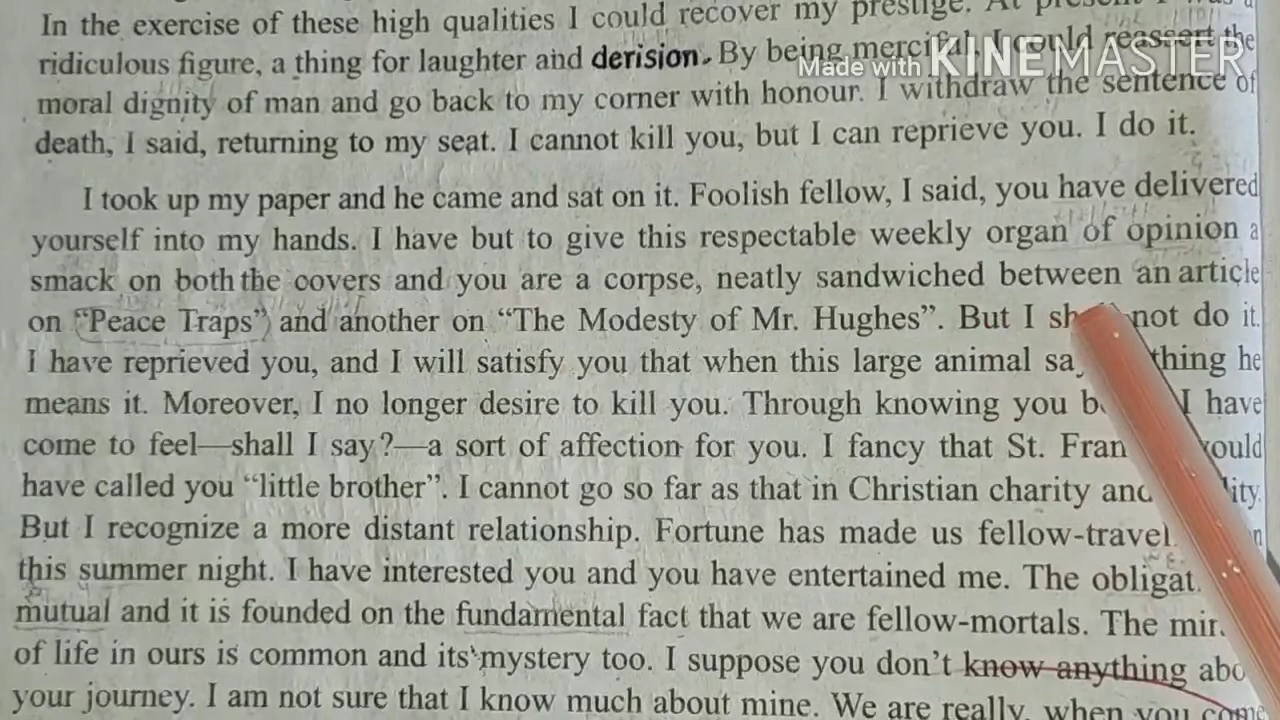 In the exercise of these high qualities I could recover my prestige. At present I was a
ridiculous figure, a thing for laughter and derision. By being merciful, I could reassert the
Made with KINEMASTER
moral dignity of man and go back to my corner with honour. I withdraw the sentence of
death, I said, returning to my seat. I cannot kill you, but I can reprieve you. I do it.
I took up my paper and he came and sat on it. Foolish fellow, I said, you have delivered
yourself into my hands. I have but to give this respectable weekly organ of opinion a
smack on both the covers and you are a corpse, neatly sandwiched between an article
on “Peace Traps” and another on “The Modesty of Mr. Hughes”. But I not do it.
I have reprieved you, and I will satisfy you that when this large animal thing he
means it. Moreover, I no longer desire to kill you. Through knowing you I have
come to feel—shall I say?—a sort of affection for you. I fancy that St.
have called you “little brother”. I cannot go so far as that in Christian charity and
But I recognize a more distant relationship. Fortune has made us
this summer night. I have interested you and you have entertained me. The
mutual and it is founded on the fundamental fact that we are fellow-mortals. The
of life in ours is common and its mystery too. I suppose you don’t know anything
your journey. I am not sure that I know much about mine. We are really, when you come